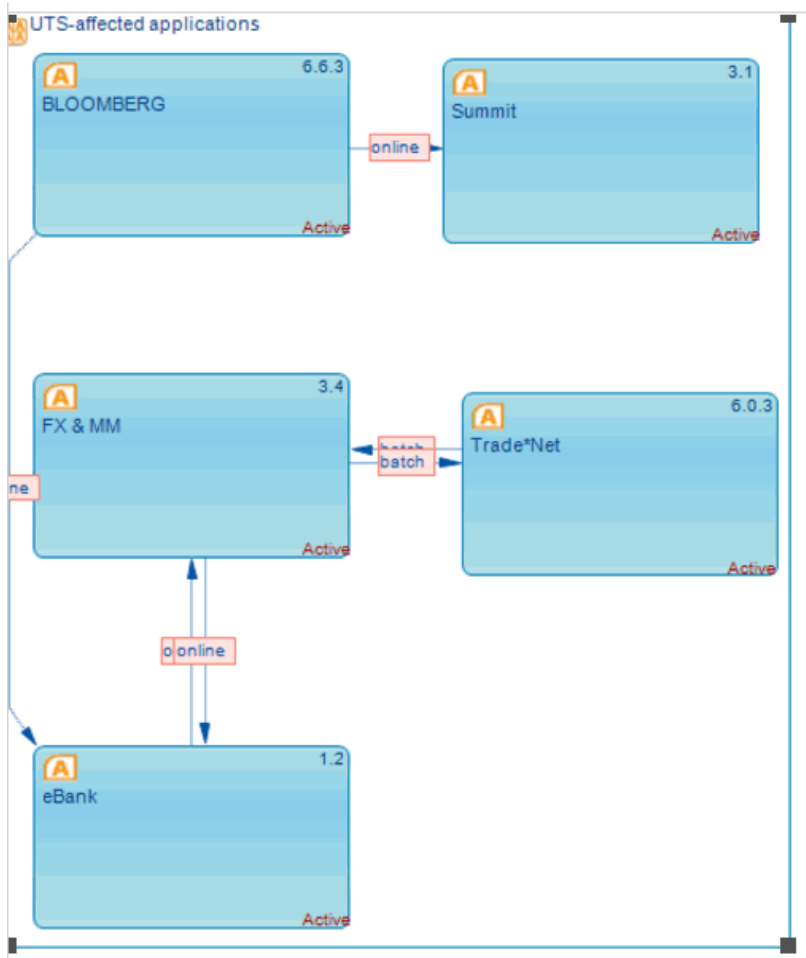 UTS-affected applications
A
6.6.3
BLOOMBERG
Active
online
A
3.1
Summit
Active
A
3.4
FX & MM
Active
batch
batch
A
6.0.3
Trade*Net
Active
ne
o
online
A
1.2
eBank
Active